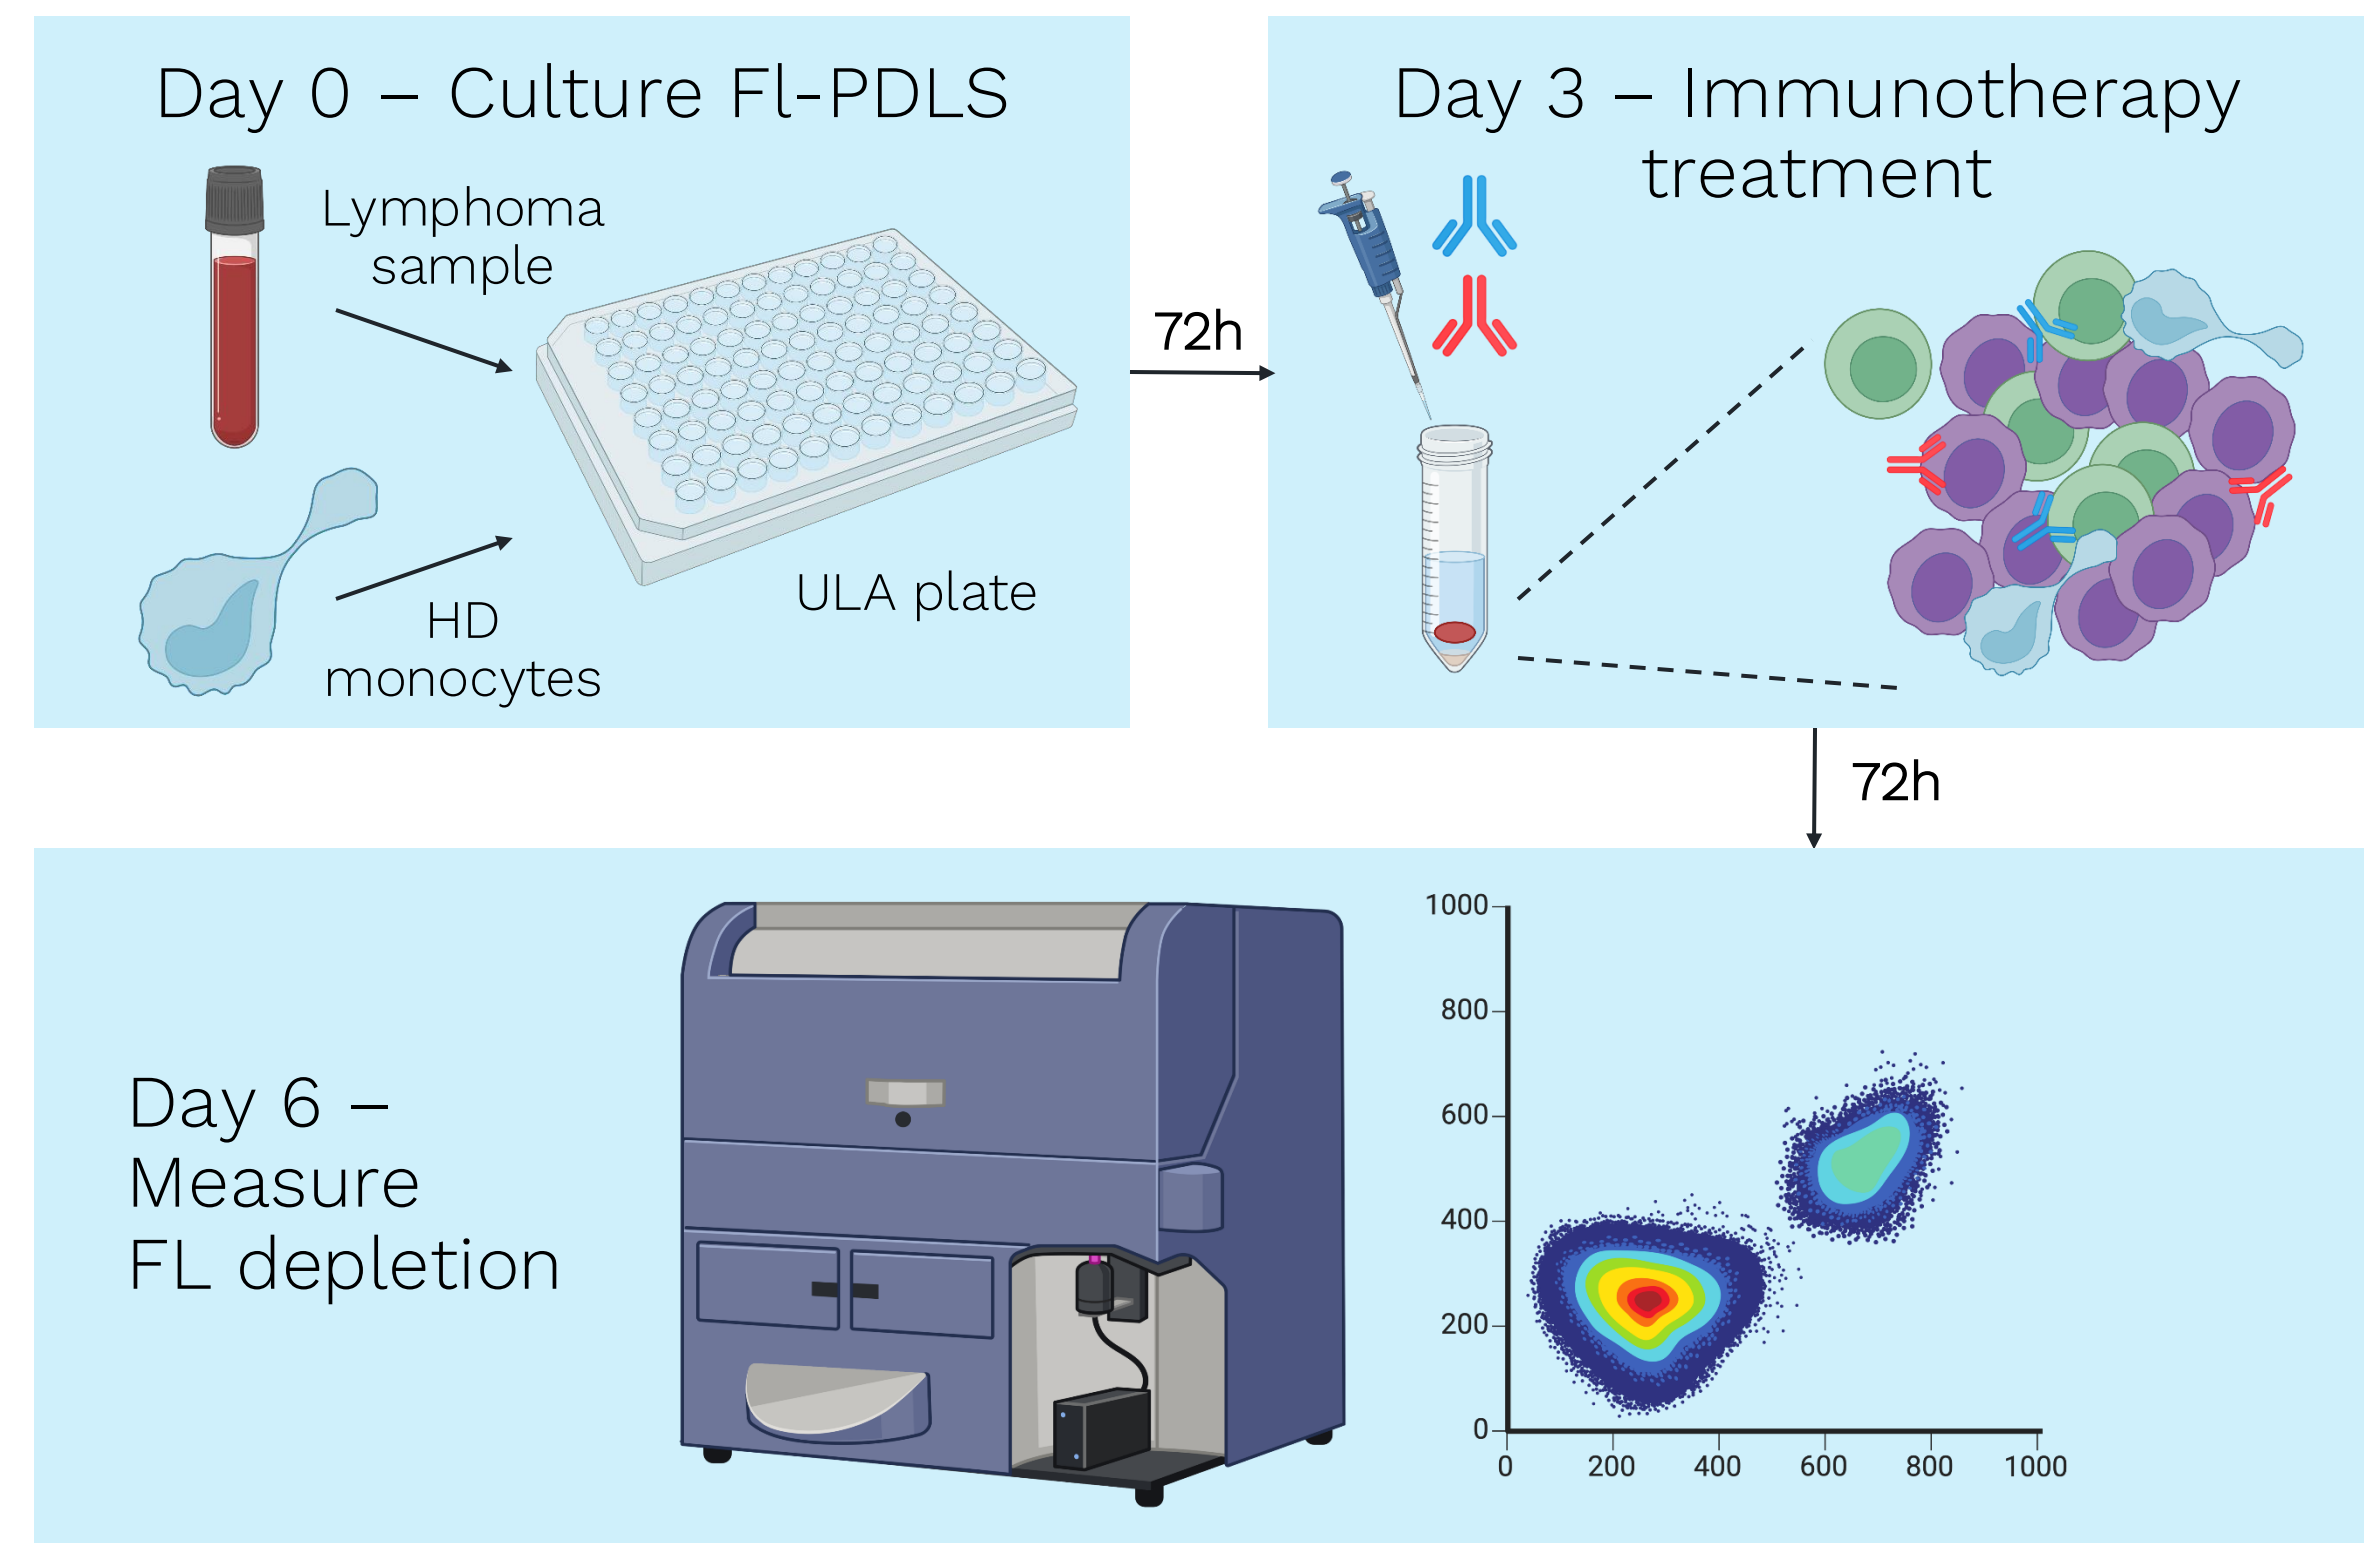 Day 0 – Culture Fl-PDLS
Lymphoma
sample
HD
monocytes
ULA plate
72h
Day 3 – Immunotherapy
treatment
72h
Day 6 –
Measure
FL depletion
1000
800
600
400
200
0
0 200 400 600 800 1000